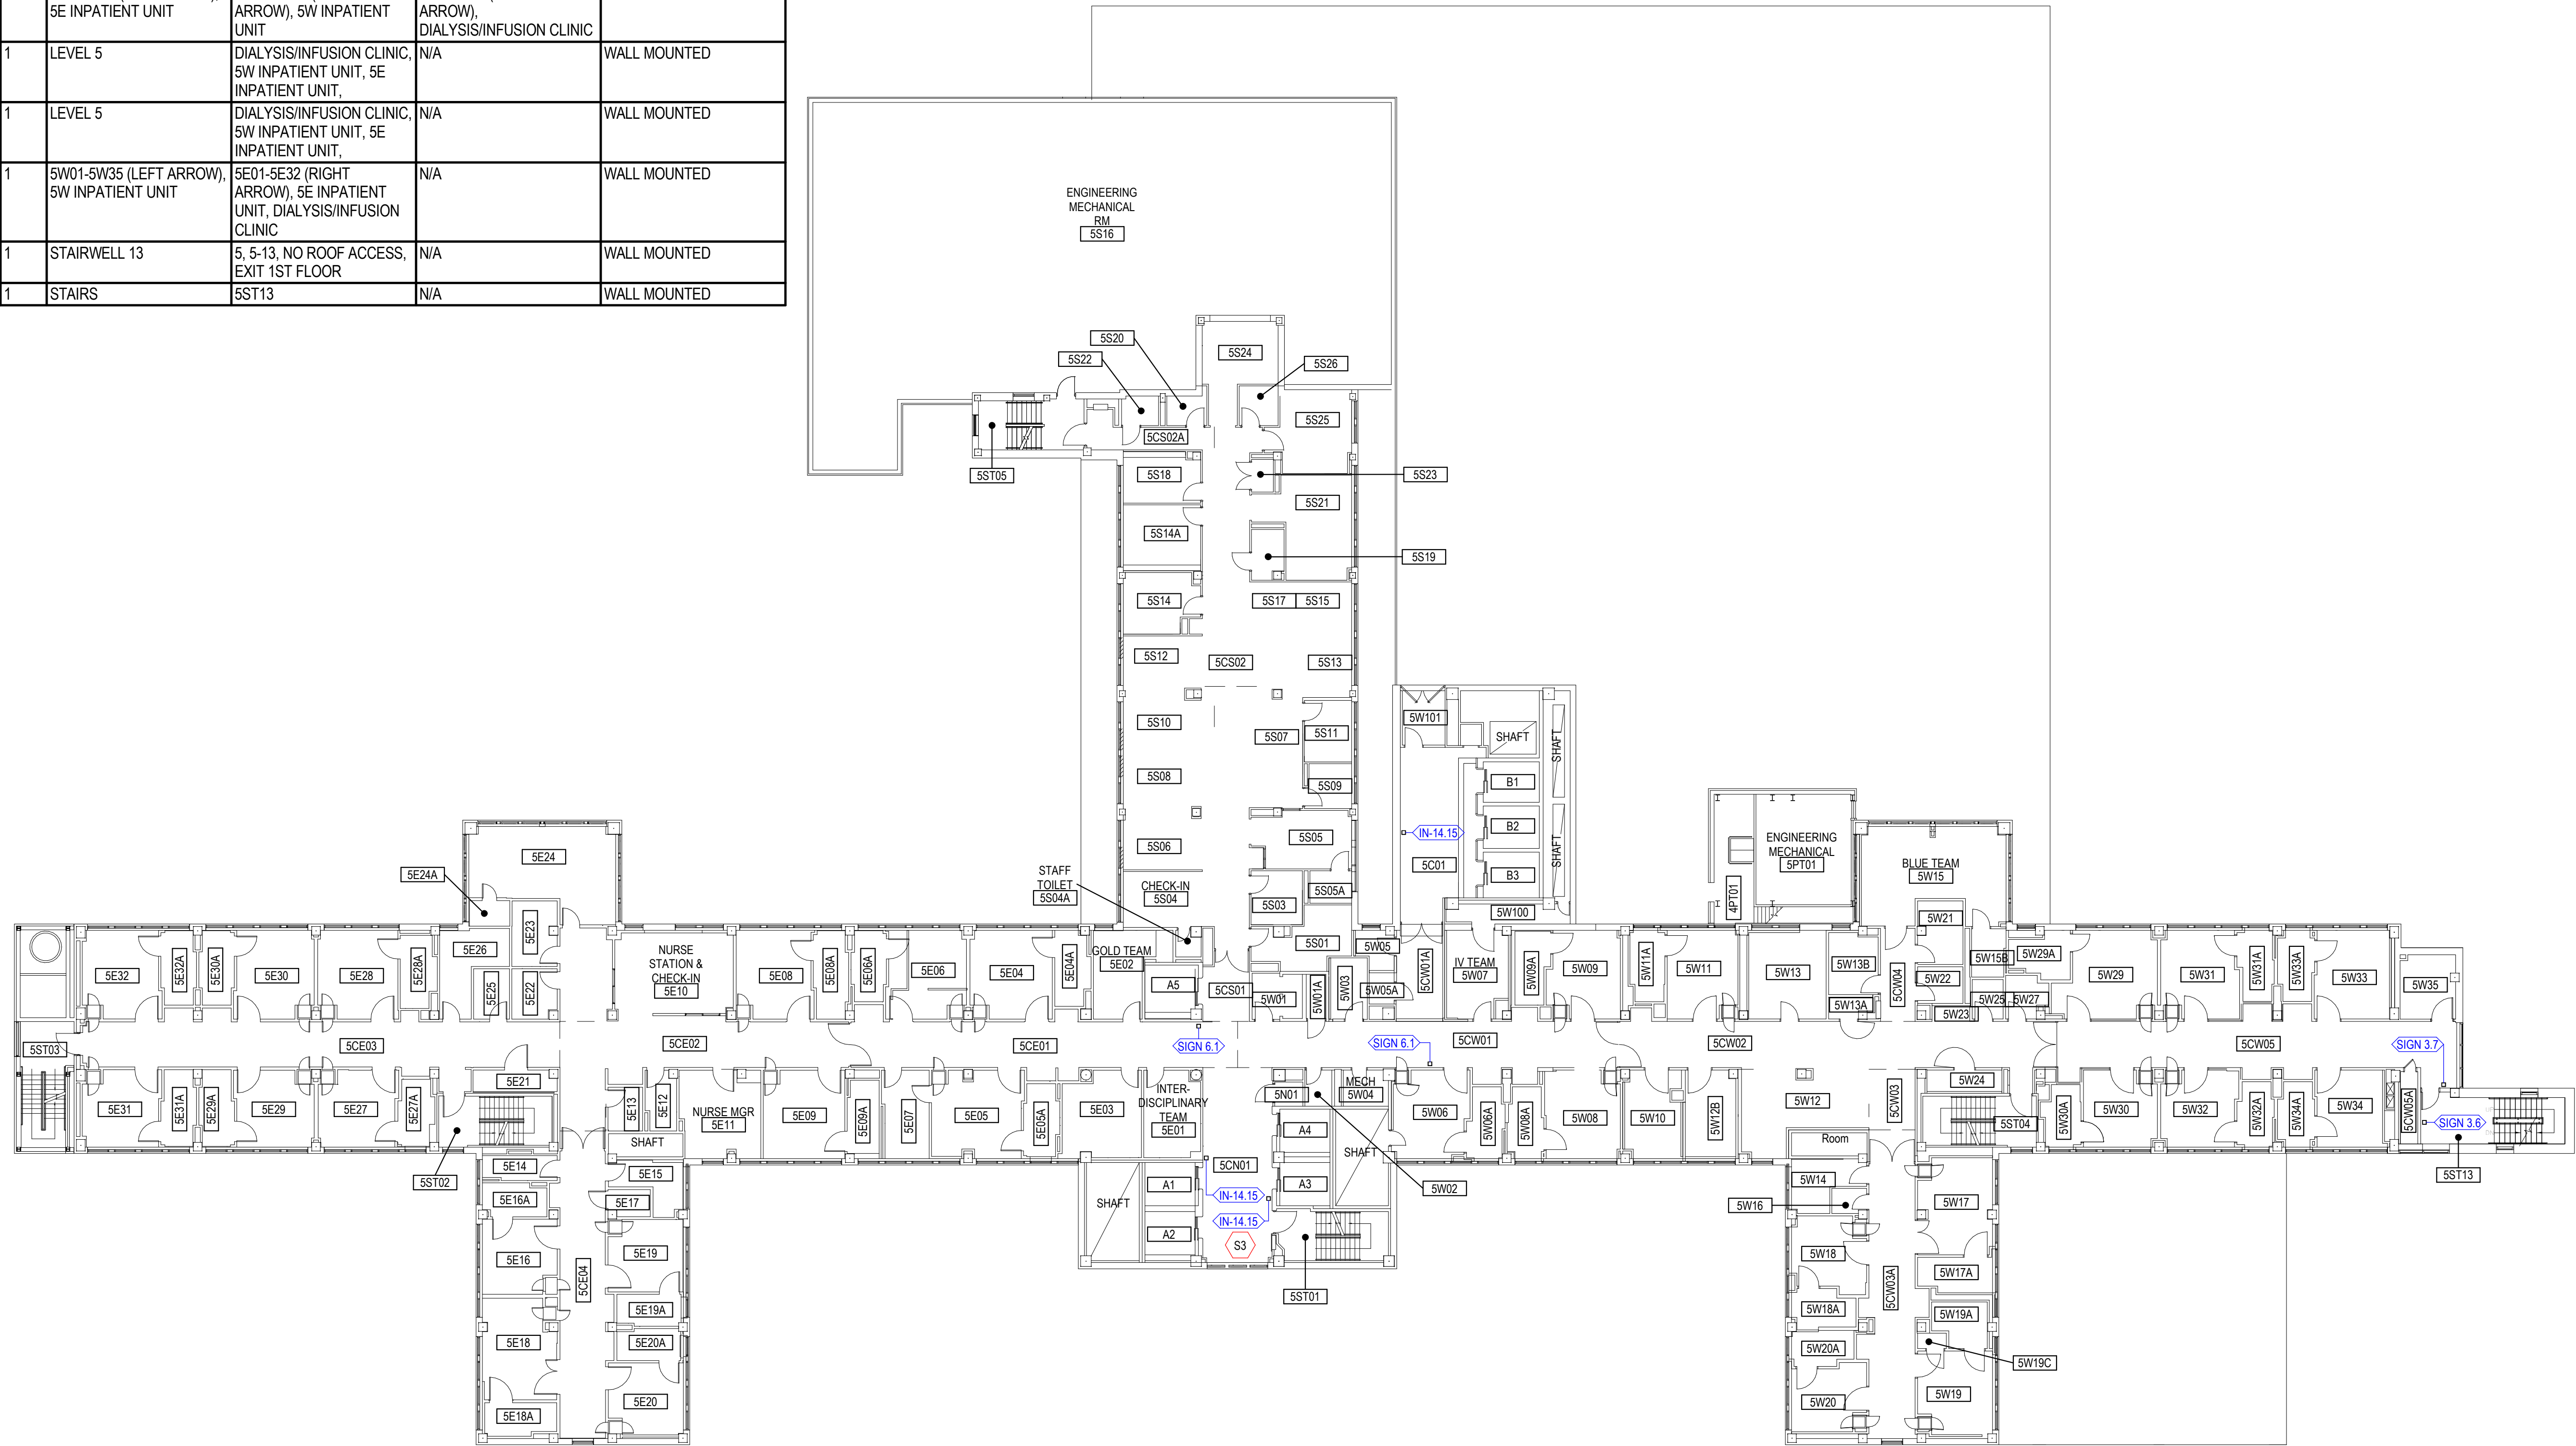 5E INPATIENT UNIT
ARROW), 5W INPATIENT
UNIT
ARROW),
DIALYSIS/INFUSION CLINIC
1
LEVEL 5
DIALYSIS/INFUSION CLINIC,
5W INPATIENT UNIT, 5E
INPATIENT UNIT,
N/A
WALL MOUNTED
1
LEVEL 5
DIALYSIS/INFUSION CLINIC,
5W INPATIENT UNIT, 5E
INPATIENT UNIT,
N/A
WALL MOUNTED
1
5W01-5W35 (LEFT ARROW),
5W INPATIENT UNIT
5E01-5E32 (RIGHT
ARROW), 5E INPATIENT
UNIT, DIALYSIS/INFUSION
CLINIC
N/A
WALL MOUNTED
1
STAIRWELL 13
5, 5-13, NO ROOF ACCESS,
EXIT 1ST FLOOR
N/A
WALL MOUNTED
1
STAIRS
5ST13
N/A
WALL MOUNTED
ENGINEERING
MECHANICAL
RM
5S16
5S20
5S22
5S24
5S26
5S25
5CS02A
5ST05
5S18
5S23
5S21
5S14A
5S19
5S14
5S17
5S15
5S12
5CS02
5S13
5S10
5S07
5S11
5S08
5S09
5S06
5S05
STAFF
TOILET
5S04A
CHECK-IN
5S04
5S05A
5S03
5S01
5W101
SHAFT
SHAFT
B1
B2
B3
SHAFT
IN-14.15
5C01
5W100
ENGINEERING
MECHANICAL
5PT01
4PT01
BLUE TEAM
5W15
5W21
5W22
5W15B
5W29A
5W25
5W27
5W23
5CW04
5W13B
5W13A
5W13
5W11
5W11A
5W09
5W09A
IV TEAM
5W07
5CW01A
5W05
5W05A
5W03
5W01A
5W01
5CS01
5W29
5W31
5W31A
5W33A
5W33
5W35
5E24
5E24A
5E23
5E26
5E25
5E22
5E32
5E32A
5E30A
5E30
5E28
5E28A
NURSE
STATION &
CHECK-IN
5E10
5E08
5E08A
5E06A
5E06
5E04
5E04A
GOLD TEAM
5E02
A5
5ST03
5CE03
5CE02
5CE01
SIGN 6.1
SIGN 6.1
5CW01
5CW02
5CW05
SIGN 3.7
5E31
5E31A
5E29A
5E29
5E27
5E27A
5E21
5ST02
5E13
5E12
SHAFT
NURSE MGR
5E11
5E09
5E09A
5E07
5E05
5E05A
5E03
INTER-
DISCIPLINARY
TEAM
5E01
5N01
MECH
5W04
5W06
5W06A
5W08A
5W08
5W10
5W12B
5W12
5CW03
Room
5W24
5ST04
5W30A
5W30
5W32
5W32A
5W34A
5W34
5CW05A
SIGN 3.6
5ST13
A4
A3
SHAFT
5W02
5CN01
IN-14.15
IN-14.15
S3
A1
A2
SHAFT
5ST01
5E14
5E16A
5E15
5E17
5E16
5E19
5CE04
5E19A
5E18
5E20A
5E20
5E18A
5W14
5W16
5W17
5W18
5W17A
5CW03A
5W18A
5W19A
5W20A
5W19C
5W20
5W19